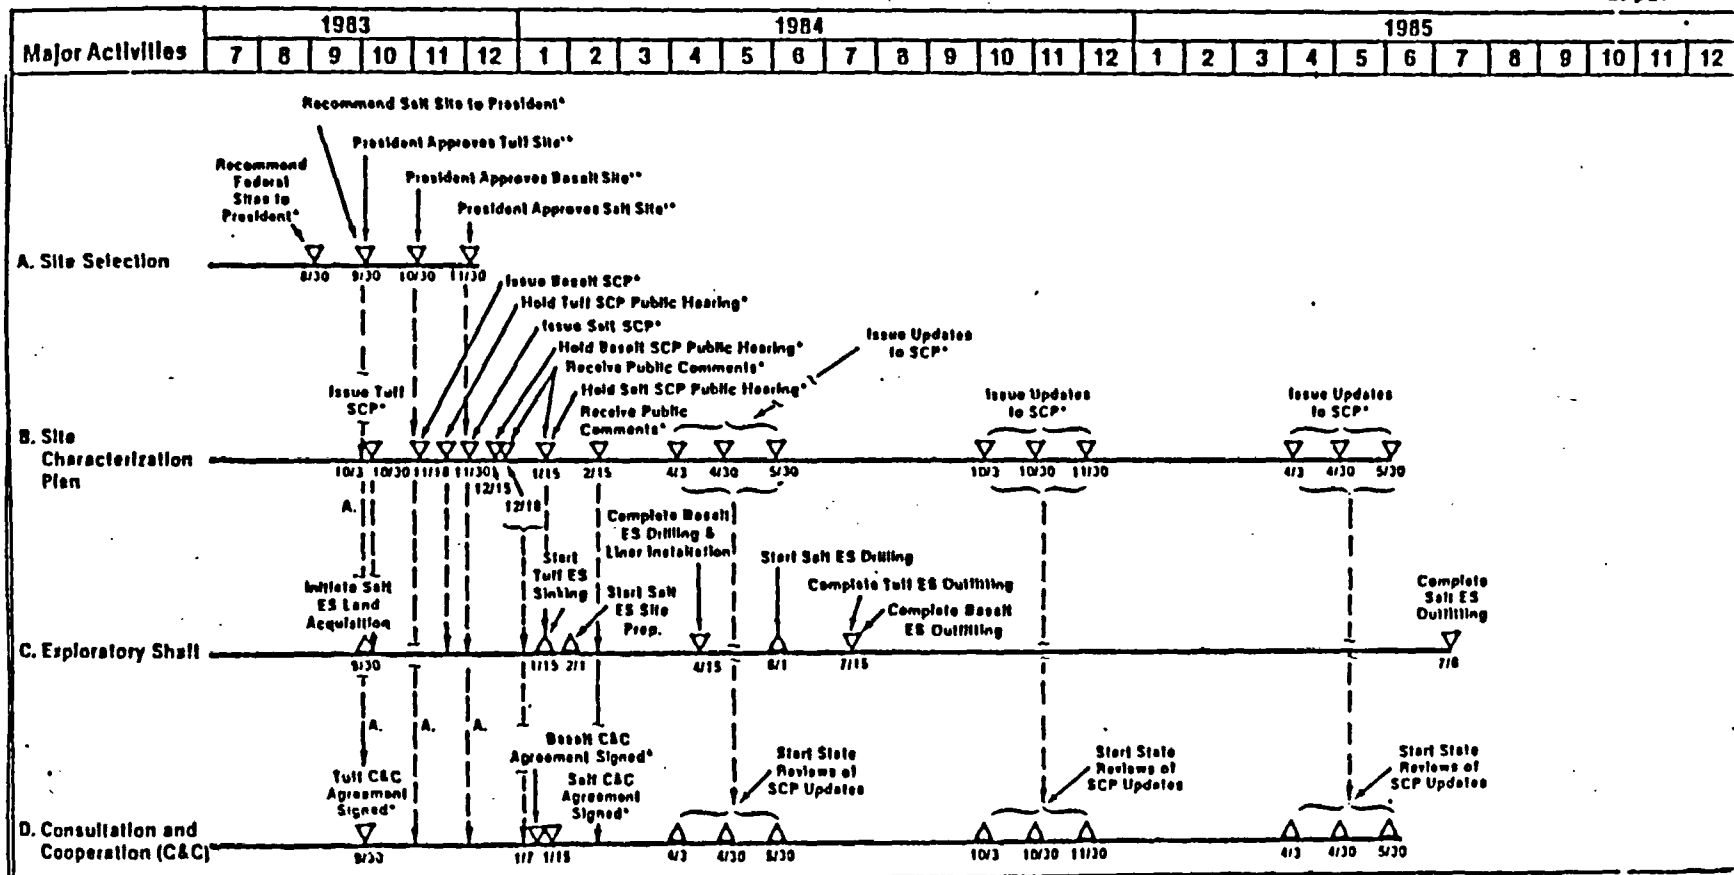 1983
1984
1985
Major Activities
7 8 9 10 11 12 1 2 3 4 5 6 7 8 9 10 11 12 1 2 3 4 5 6 7 8 9 10 11 12
Recommend Salt Site to President*
President Approves Tuff Site**
Recommend
Federal
Sites to
President*
President Approves Basalt Site**
President Approves Salt Site**
A. Site Selection
8/30 9/30 10/30 11/30
Issue Basalt SCP*
Hold Tuff SCP Public Hearing*
Issue Salt SCP*
Hold Basalt SCP Public Hearing*
Receive Public Comments*
Hold Salt SCP Public Hearing*
Receive Public
Comments*
Issue Updates
to SCP*
Issue Tuff
SCP*
Issue Updates
to SCP*
Issue Updates
to SCP*
B. Site
Characterization
Plan
10/3 10/30 11/18 11/30 1/15 2/15 4/3 4/30 5/30 10/3 10/30 11/30 4/3 4/30 5/30
12/15
12/18
A.
Complete Basalt
ES Drilling &
Liner Installation
Start
Tuff ES
Sinking
Start Salt
ES Site
Prep.
Start Salt ES Drilling
Complete Tuff ES Outfitting
Complete Basalt
ES Outfitting
Complete
Salt ES
Outfitting
Initiate Salt
ES Land
Acquisition
C. Exploratory Shaft
9/30 1/15 2/1 4/15 6/1 7/15 7/8
A. A. A.
Basalt C&C
Agreement Signed*
Tuff C&C
Agreement
Signed*
Salt C&C
Agreement
Signed*
Start State
Reviews of
SCP Updates
Start State
Reviews of
SCP Updates
Start State
Reviews of
SCP Updates
D. Consultation and
Cooperation (C&C)
9/30 1/7 1/15 4/3 4/30 5/30 10/3 10/30 11/30 4/3 4/30 5/30